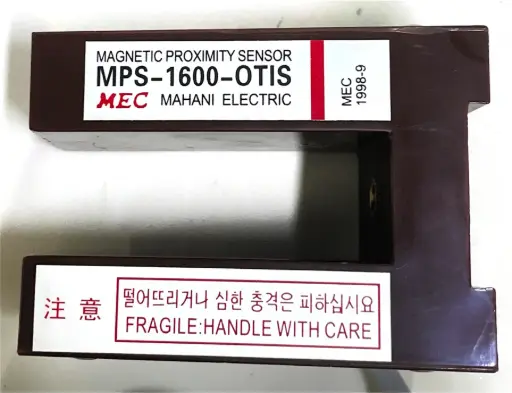 MAGNETIC PROXIMITY SENSOR
MPS-1600-OTIS
MEC MAHANI ELECTRIC
MEC
1998-9
注意
떨어뜨리거나 심한 충격은 피하십시요
FRAGILE:HANDLE WITH CARE